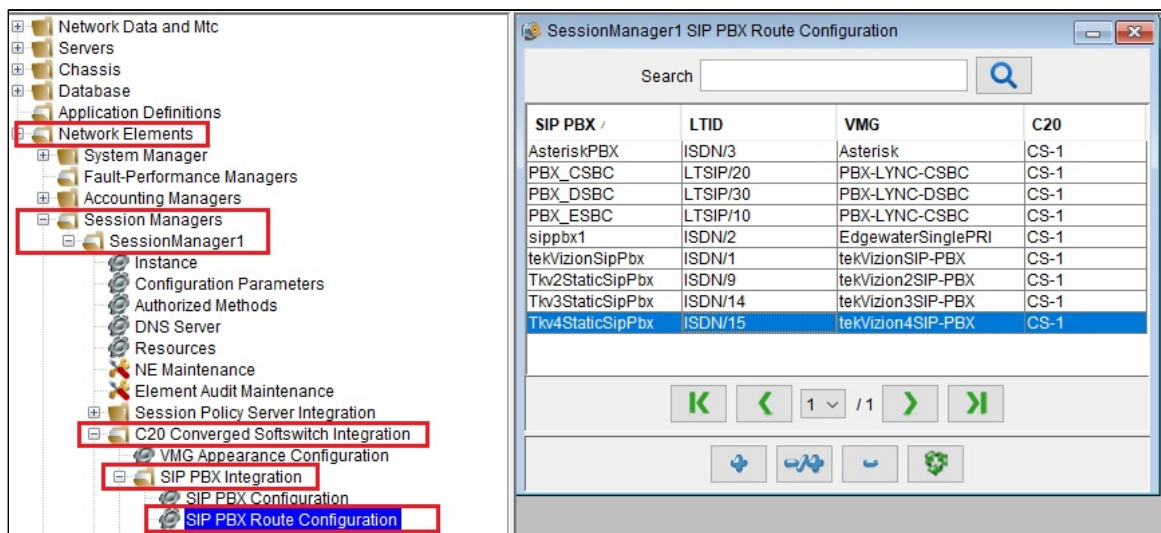 Network Data and Mtc
Servers
Chassis
Database
Application Definitions
Network Elements
System Manager
Fault-Performance Managers
Accounting Managers
Session Managers
SessionManager1
Instance
Configuration Parameters
Authorized Methods
DNS Server
Resources
NE Maintenance
Element Audit Maintenance
Session Policy Server Integration
C20 Converged Softswitch Integration
VMG Appearance Configuration
SIP PBX Integration
SIP PBX Configuration
SIP PBX Route Configuration
SessionManager1 SIP PBX Route Configuration
Search
SIP PBX / LTID VMG C20
AsteriskPBX ISDN/3 Asterisk CS-1
PBX_CSBC LTSIP/20 PBX-LYNC-CSBC CS-1
PBX_DSBC LTSIP/30 PBX-LYNC-DSBC CS-1
PBX_ESBC LTSIP/10 PBX-LYNC-CSBC CS-1
sippbx1 ISDN/2 EdgewaterSinglePRI CS-1
tekVizionSipPbx ISDN/1 tekVizionSIP-PBX CS-1
Tkv2StaticSipPbx ISDN/9 tekVizion2SIP-PBX CS-1
Tkv3StaticSipPbx ISDN/14 tekVizion3SIP-PBX CS-1
Tkv4StaticSipPbx ISDN/15 tekVizion4SIP-PBX CS-1
1 / 1